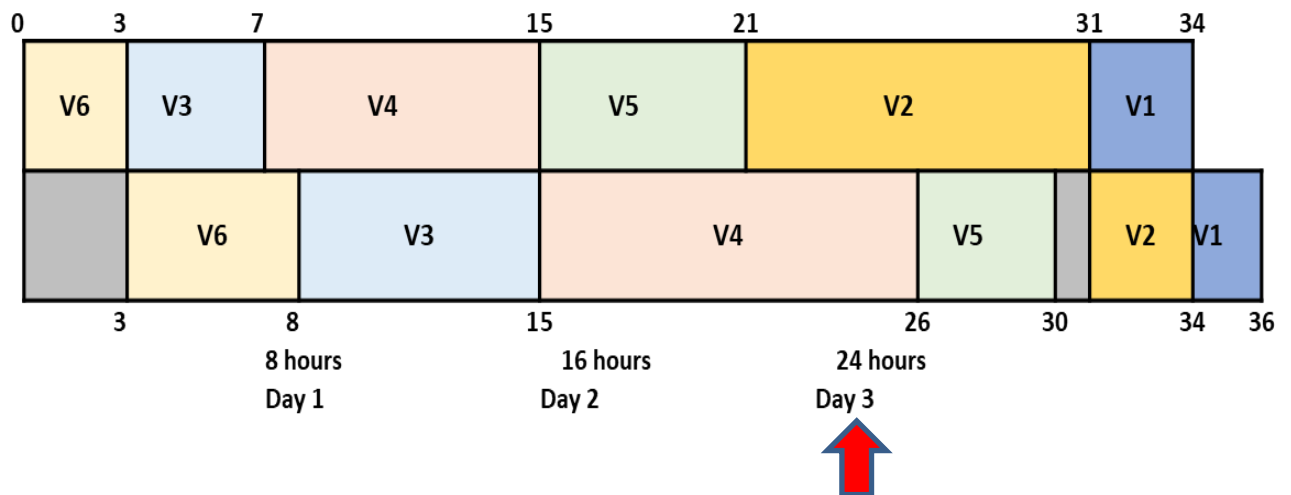 0 3 7 15 21 31 34
V6 V3 V4 V5 V2 V1
V6 V3 V4 V5 V2 V1
3 8 15 26 30 34 36
8 hours 16 hours 24 hours
Day 1 Day 2 Day 3